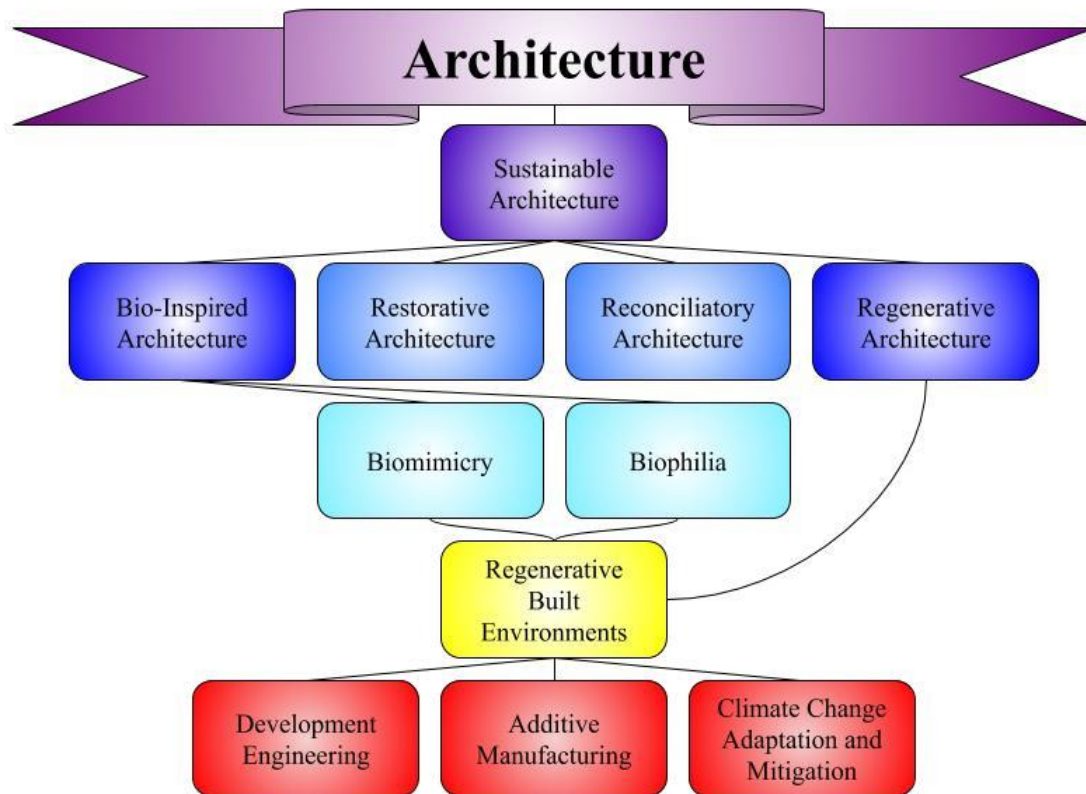 Architecture
Sustainable
Architecture
Bio-Inspired
Architecture
Restorative
Architecture
Reconciliatory
Architecture
Regenerative
Architecture
Biomimicry
Biophilia
Regenerative
Built
Environments
Development
Engineering
Additive
Manufacturing
Climate Change
Adaptation and
Mitigation